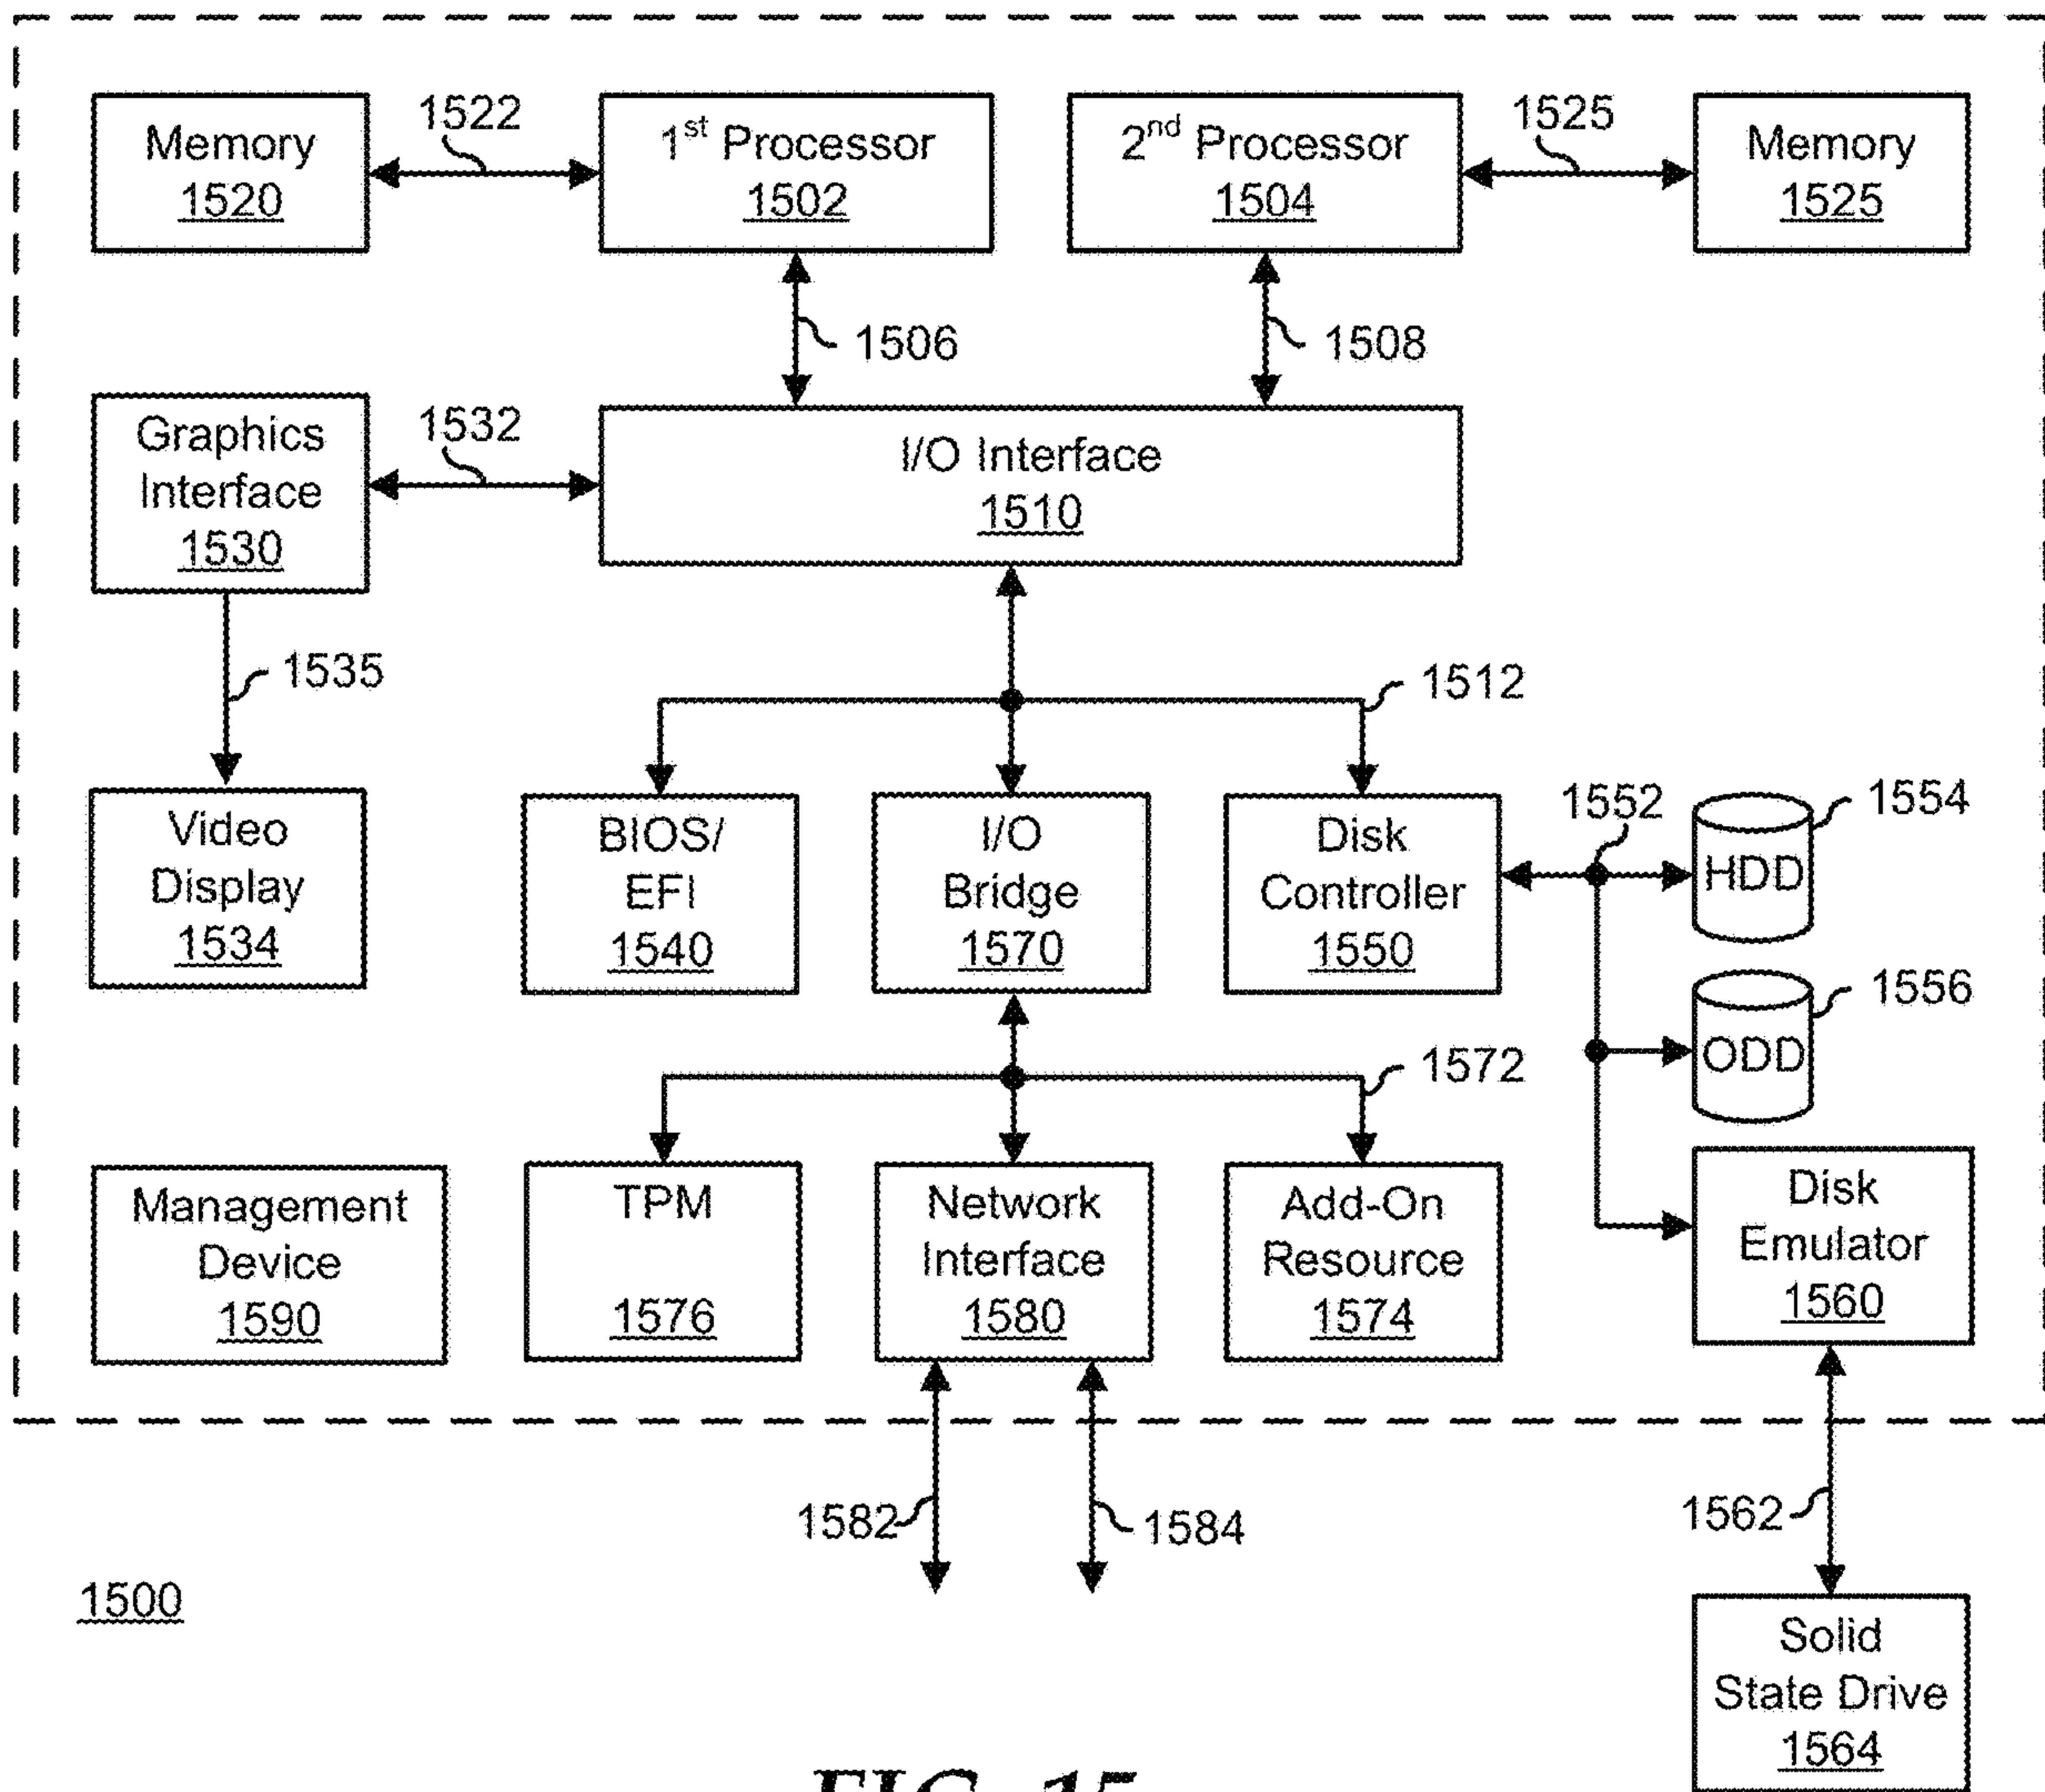 1522
1525
Memory
1520
1st Processor
1502
2nd Processor
1504
Memory
1525
1506
1508
Graphics
Interface
1530
1532
I/O Interface
1510
1535
1512
Video
Display
1534
BIOS/
EFI
1540
I/O
Bridge
1570
Disk
Controller
1550
1552
1554
HDD
1556
ODD
1572
Management
Device
1590
TPM
1576
Network
Interface
1580
Add-On
Resource
1574
Disk
Emulator
1560
1582
1584
1562
1500
Solid
State Drive
1564
FIG. 15